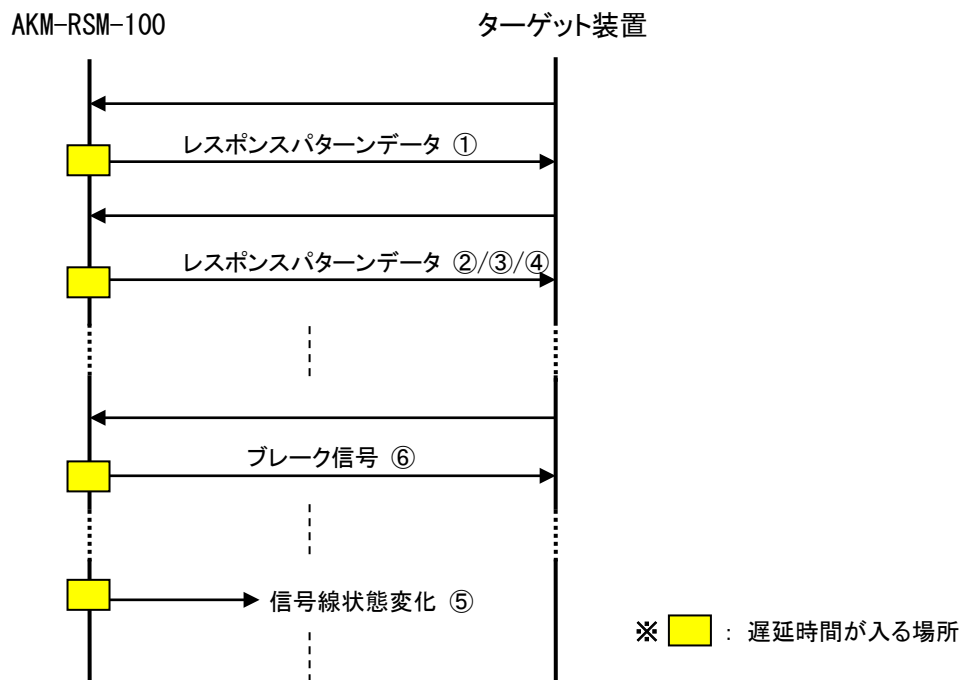 AKM-RSM-100
ターゲット装置
レスポンスパターンデータ ①
レスポンスパターンデータ ②/③/④
ブレーク信号 ⑥
信号線状態変化 ⑤
※ : 遅延時間が入る場所